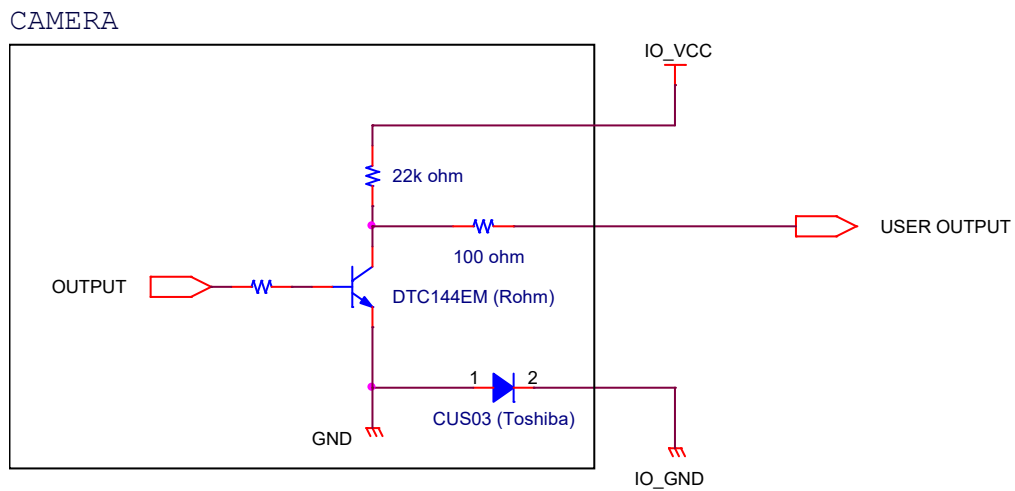 CAMERA
IO_VCC
22k ohm
100 ohm
USER OUTPUT
OUTPUT
DTC144EM (Rohm)
1 2
CUS03 (Toshiba)
GND
IO_GND